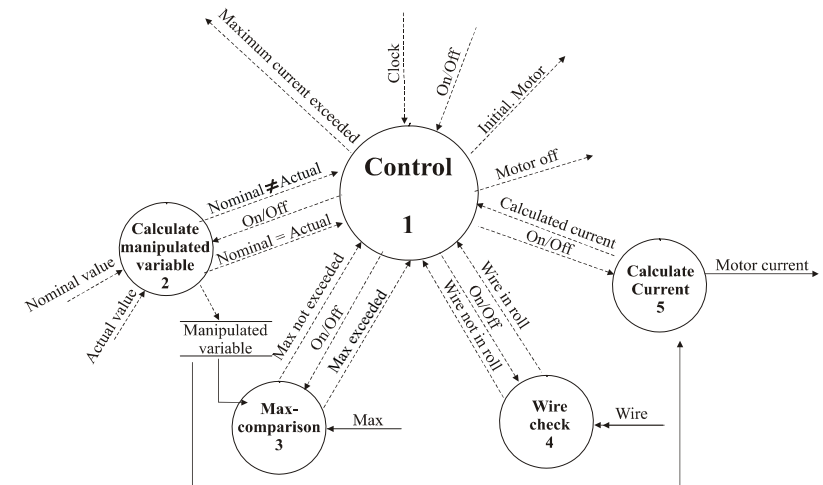 Maximum current exceeded
Clock
On/Off
Initial. Motor
Control
1
Motor off
Nominal ≠ Actual
On/Off
Nominal = Actual
Calculated current
On/Off
Calculate
manipulated
variable
2
Nominal value
Actual value
Calculate
Current
5
Motor current
Manipulated
variable
Max not exceeded
On/Off
Max exceeded
Wire in roll
On/Off
Wire not in roll
Max-
comparison
3
Max
Wire
check
4
Wire